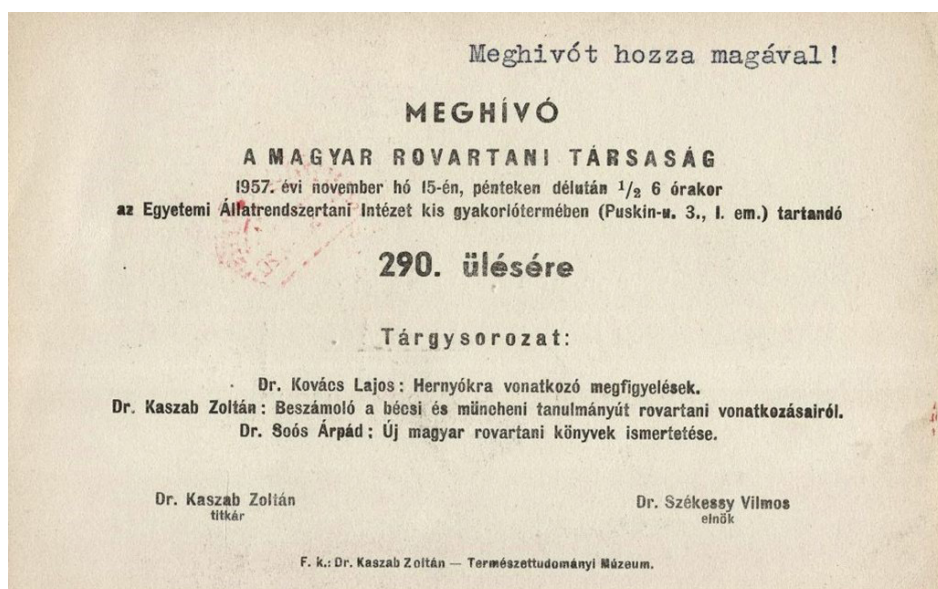 Meghivót hozza magával!
MEGHÍVÓ
A MAGYAR ROVARTANI TÁRSASÁG
1957. évi november hó 15-én, pénteken délután 1/2 6 órakor
az Egyetemi Állatrendszertani Intézet kis gyakorlótermében (Puskin-u. 3., I. em.) tartandó
290. ülésére
Tárgysorozat:
Dr. Kovács Lajos: Hernyókra vonatkozó megfigyelések.
Dr. Kaszab Zoltán: Beszámoló a bécsi és müncheni tanulmányút rovartani vonatkozásairól.
Dr. Soós Árpád: Új magyar rovartani könyvek ismertetése.
Dr. Kaszab Zoltán
titkár
Dr. Székessy Vilmos
elnök
F. k.: Dr. Kaszab Zoltán — Természettudományi Múzeum.